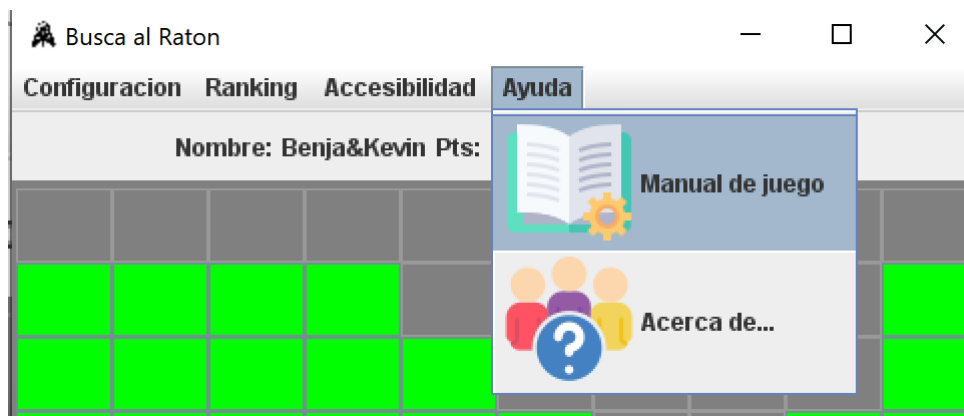 Busca al Raton
Configuracion Ranking Accesibilidad Ayuda
Nombre: Benja&Kevin Pts:
Manual de juego
Acerca de...